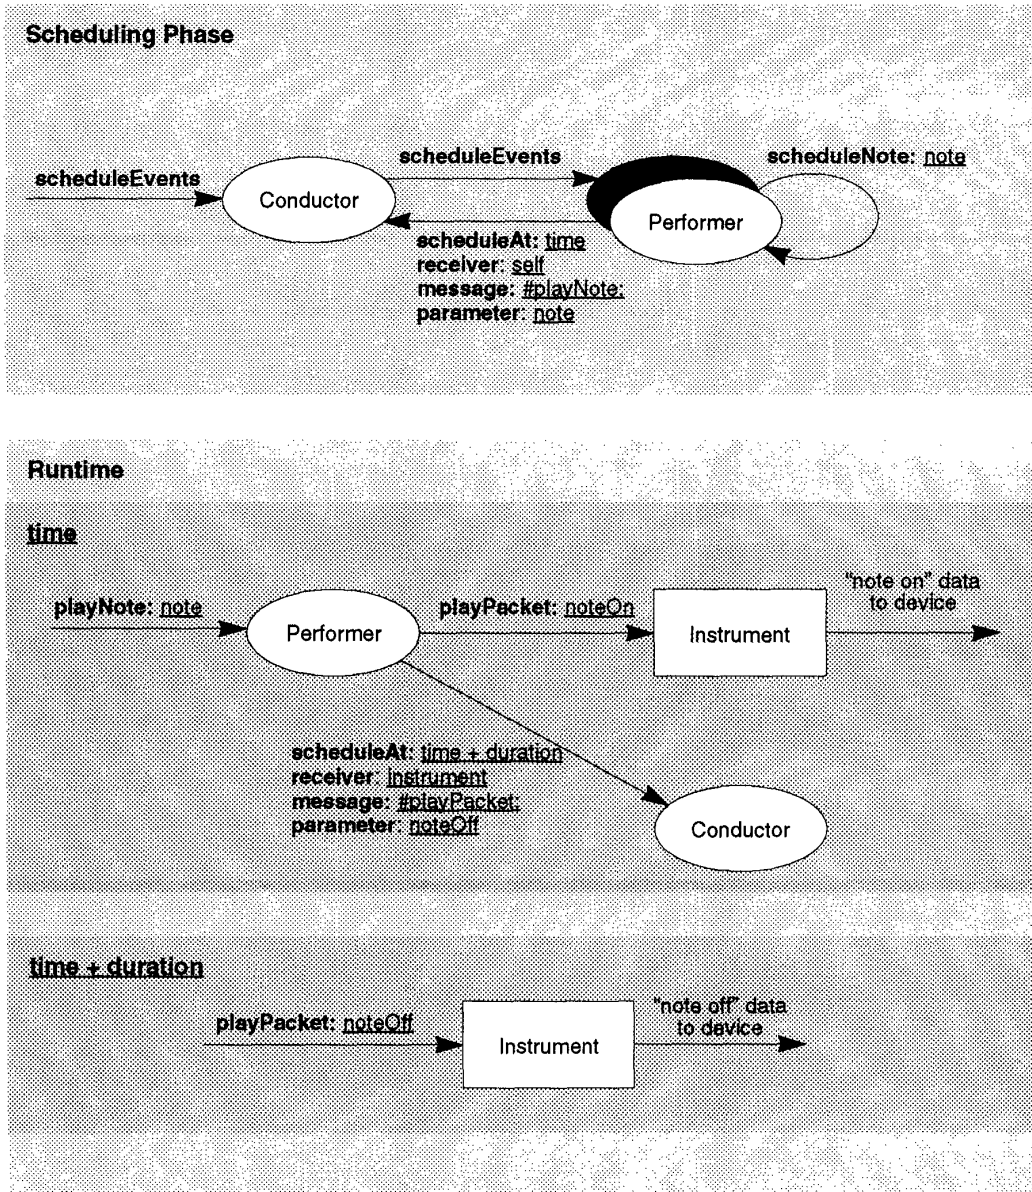 Scheduling Phase
scheduleEvents
Conductor
scheduleEvents
scheduleAt: time
receiver: self
message: #playNote:
parameter: note
Performer
scheduleNote: note
Runtime
time
playNote: note
Performer
playPacket: noteOn
Instrument
"note on" data
to device
scheduleAt: time + duration
receiver: instrument
message: #playPacket:
parameter: noteOff
Conductor
time + duration
playPacket: noteOff
Instrument
"note off" data
to device